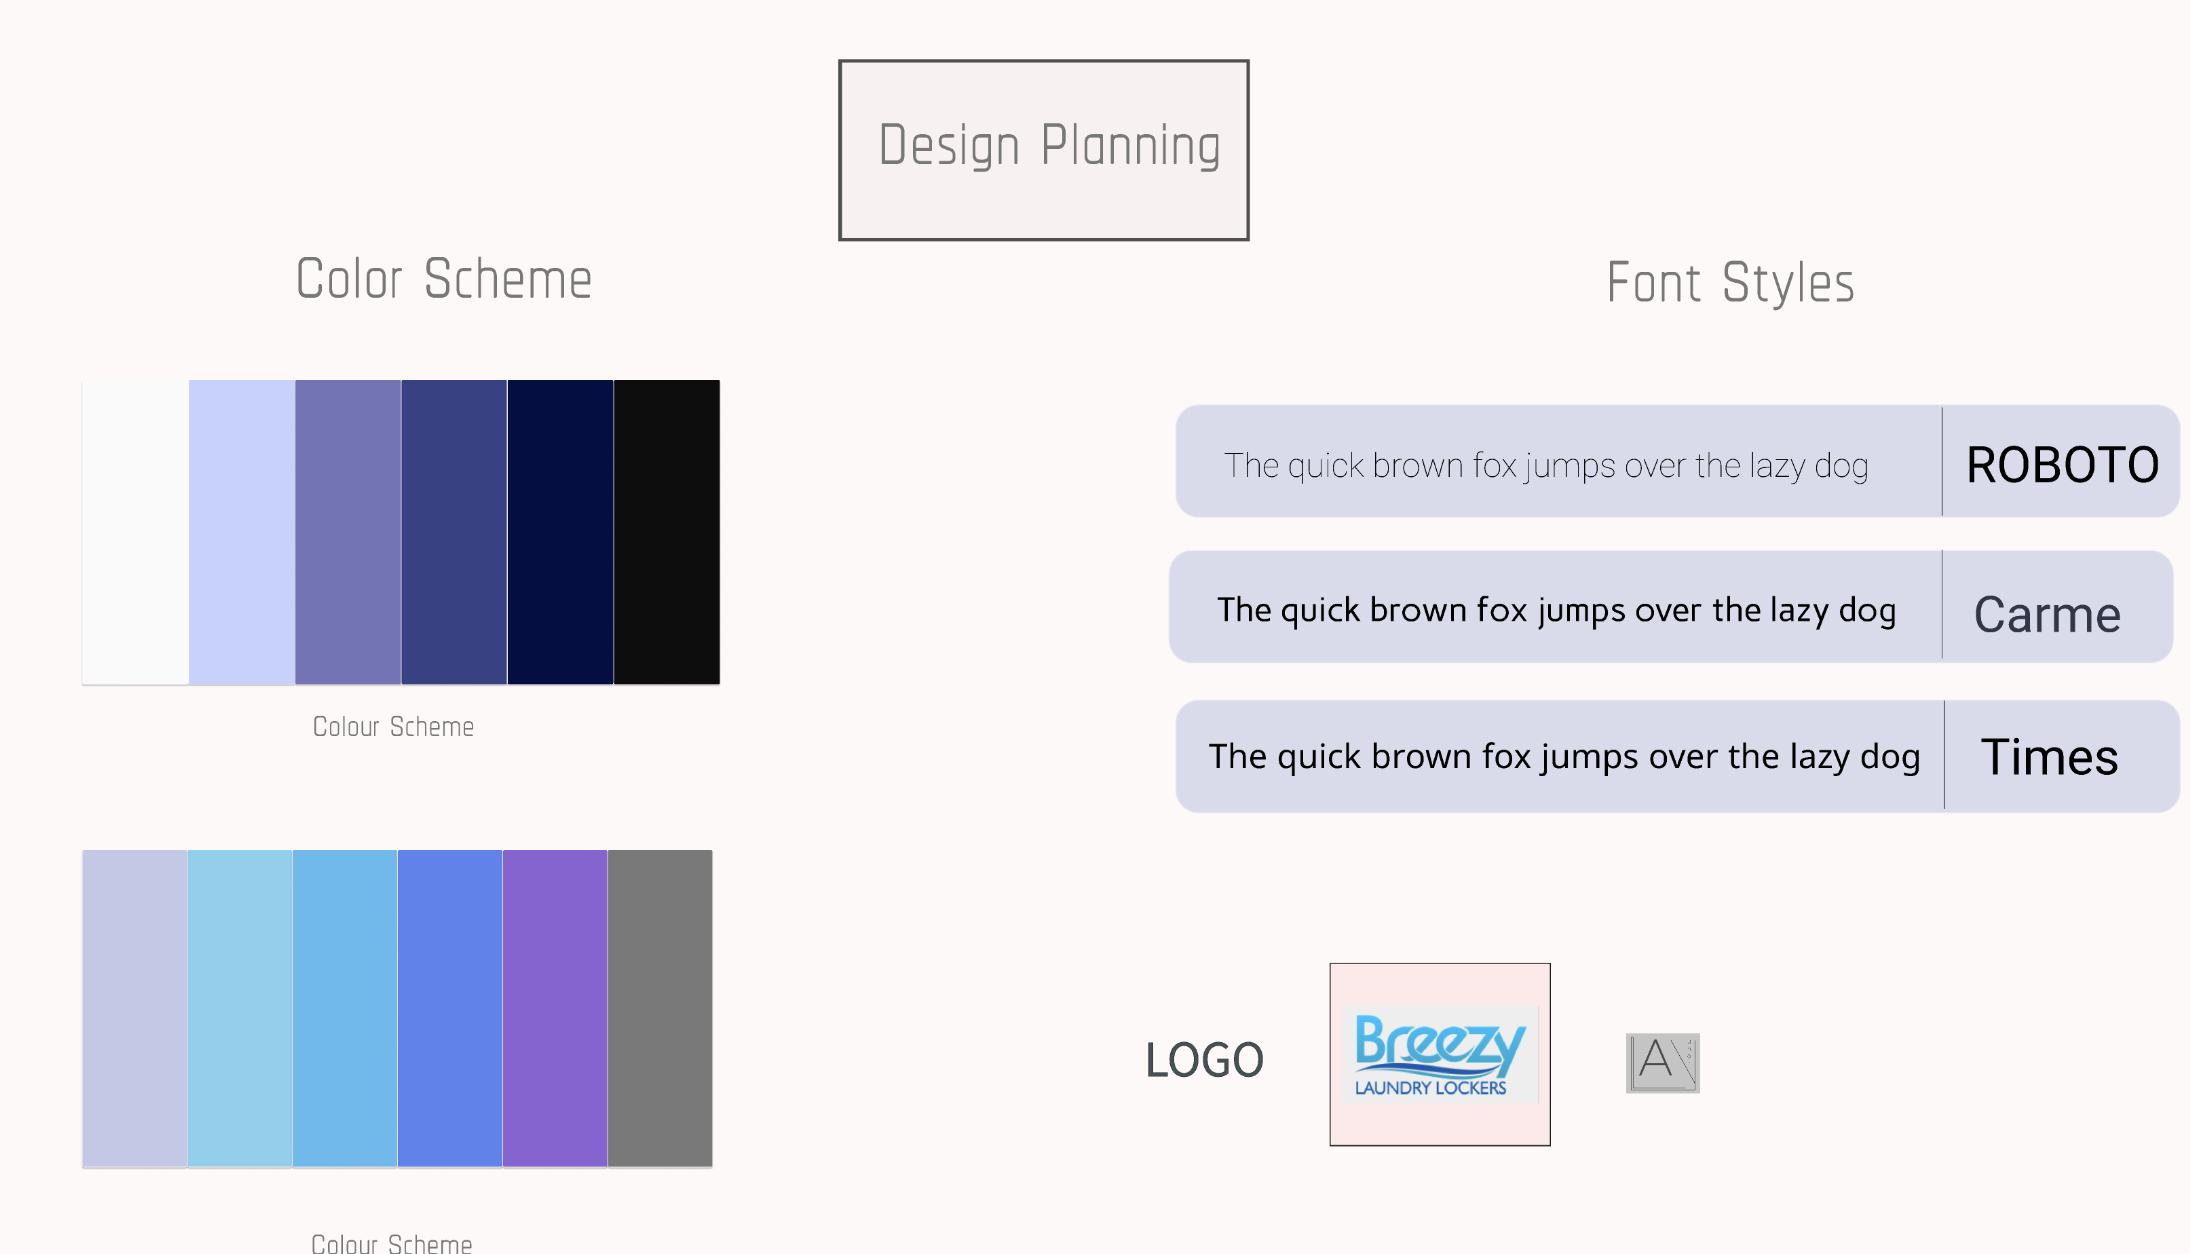 Design Planning
Color Scheme
Font Styles
The quick brown fox jumps over the lazy dog
ROBOTO
The quick brown fox jumps over the lazy dog
Carme
Colour Scheme
The quick brown fox jumps over the lazy dog
Times
LOGO
Breezy
LAUNDRY LOCKERS
A
Colour Scheme